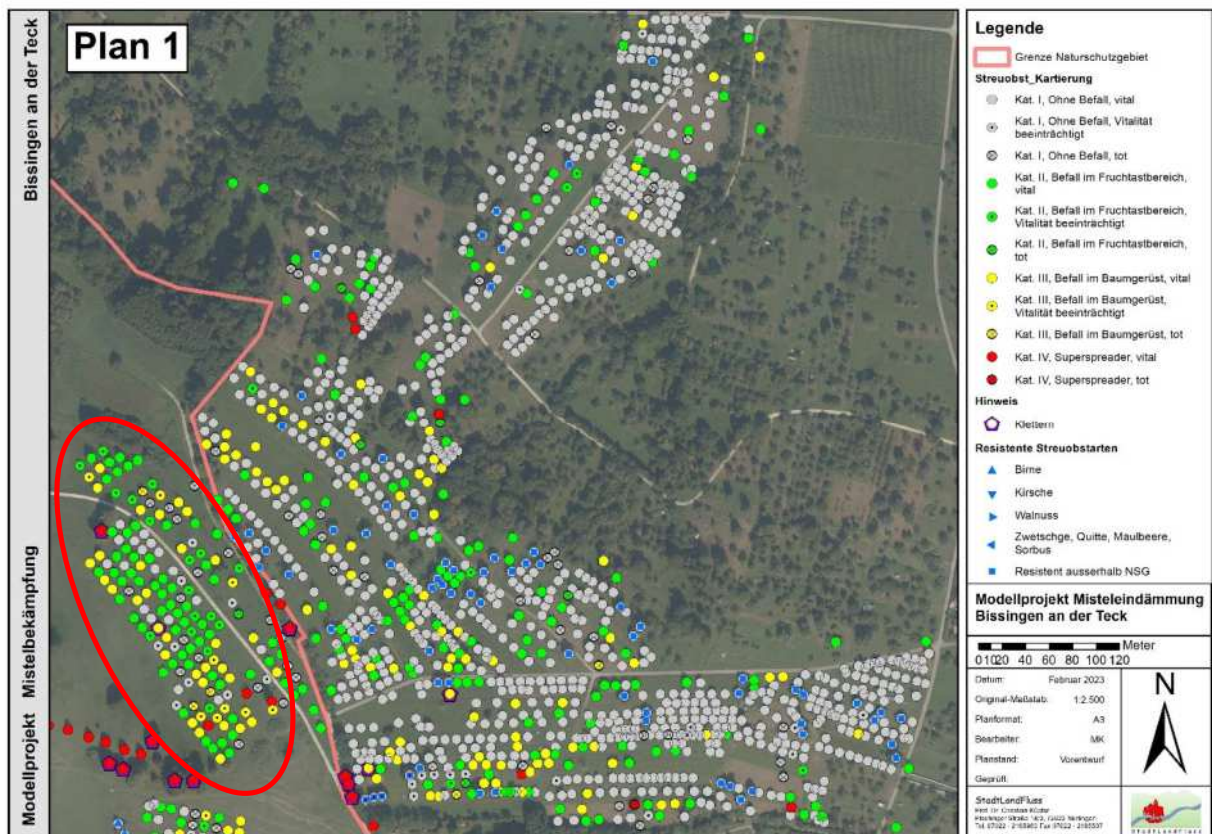 Bissingen an der Teck
Modellprojekt Mistelbekämpfung
Plan 1
Legende
Grenze Naturschutzgebiet
Streuobst_Kartierung
Kat. I, Ohne Befall, vital
Kat. I, Ohne Befall, Vitalität
beeinträchtigt
Kat. I, Ohne Befall, tot
Kat. II, Befall im Fruchtastbereich,
vital
Kat. II, Befall im Fruchtastbereich,
Vitalität beeinträchtigt
Kat. II, Befall im Fruchtastbereich,
tot
Kat. III, Befall im Baumgerüst, vital
Kat. III, Befall im Baumgerüst,
Vitalität beeinträchtigt
Kat. III, Befall im Baumgerüst, tot
Kat. IV, Superspreader, vital
Kat. IV, Superspreader, tot
Hinweis
Klettern
Resistente Streuobstarten
Birne
Kirsche
Walnuss
Zwetschge, Quitte, Maulbeere,
Sorbus
Resistent ausserhalb NSG
Modellprojekt Misteleindämmung
Bissingen an der Teck
Meter
0 10 20 40 60 80 100 120
Datum: Februar 2023
Original-Maßstab: 1:2.500
Planformat: A3
Bearbeiter: MK
Planstand: Vorentwurf
Geprüft:
N
StadtLandFluss
Prof. Dr. Christian Küpfer
STADTLANDFLUSS